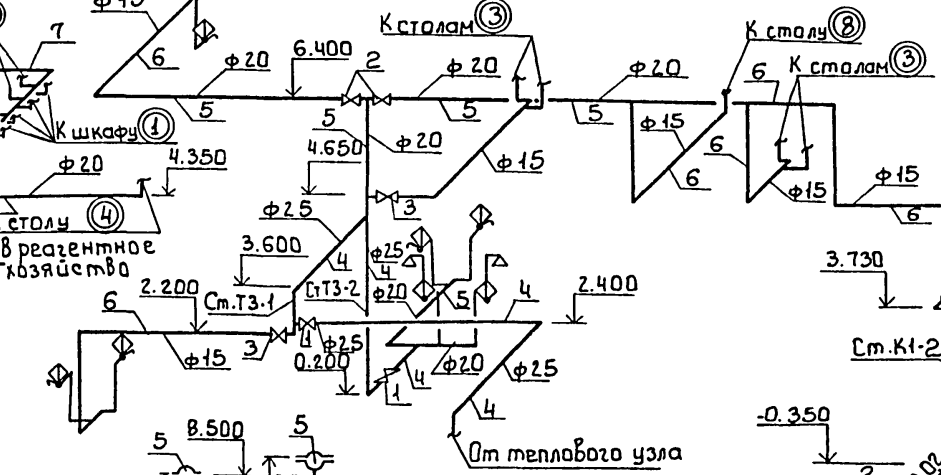 ф15
К столам 3
К столу 8
К столам 3
7
6
ф20
6.400
2
ф20
ф20
6
5
5
5
5
К шкафу 1
ф20
ф15
ф15
6
6
4.650
ф20
4.350
ф15
ф15
6
столу 4
3
ф25
В реагентное
хозяйство
3.600
4
ф25
4
3.730
2.200
Ст.Т3-1
Ст.Т3-2
ф20
5
4
2.400
6
ф15
3
1
ф25
0.200
4
ф20
ф25
1
4
Ст.К1-2
-0.350
5
8.500
5
От теплового узла